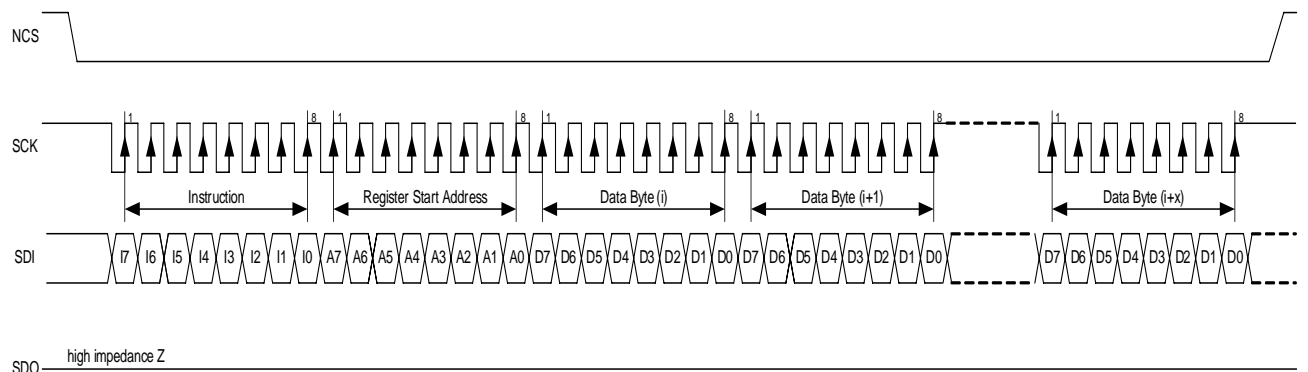 NCS
1 8 1 8 1 8 1 8 1 8
SCK
Instruction Register Start Address Data Byte (i) Data Byte (i+1) Data Byte (i+x)
SDI I7 I6 I5 I4 I3 I2 I1 I0 A7 A6 A5 A4 A3 A2 A1 A0 D7 D6 D5 D4 D3 D2 D1 D0 D7 D6 D5 D4 D3 D2 D1 D0 D7 D6 D5 D4 D3 D2 D1 D0
high impedance Z
SDO